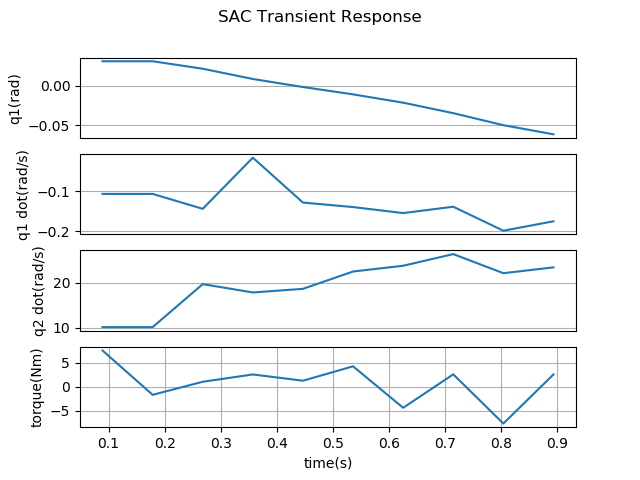 SAC Transient Response
q1(rad)
0.00
−0.05
q1 dot(rad/s)
−0.1
−0.2
q2 dot(rad/s)
20
10
torque(Nm)
5
0
−5
0.1 0.2 0.3 0.4 0.5 0.6 0.7 0.8 0.9
time(s)